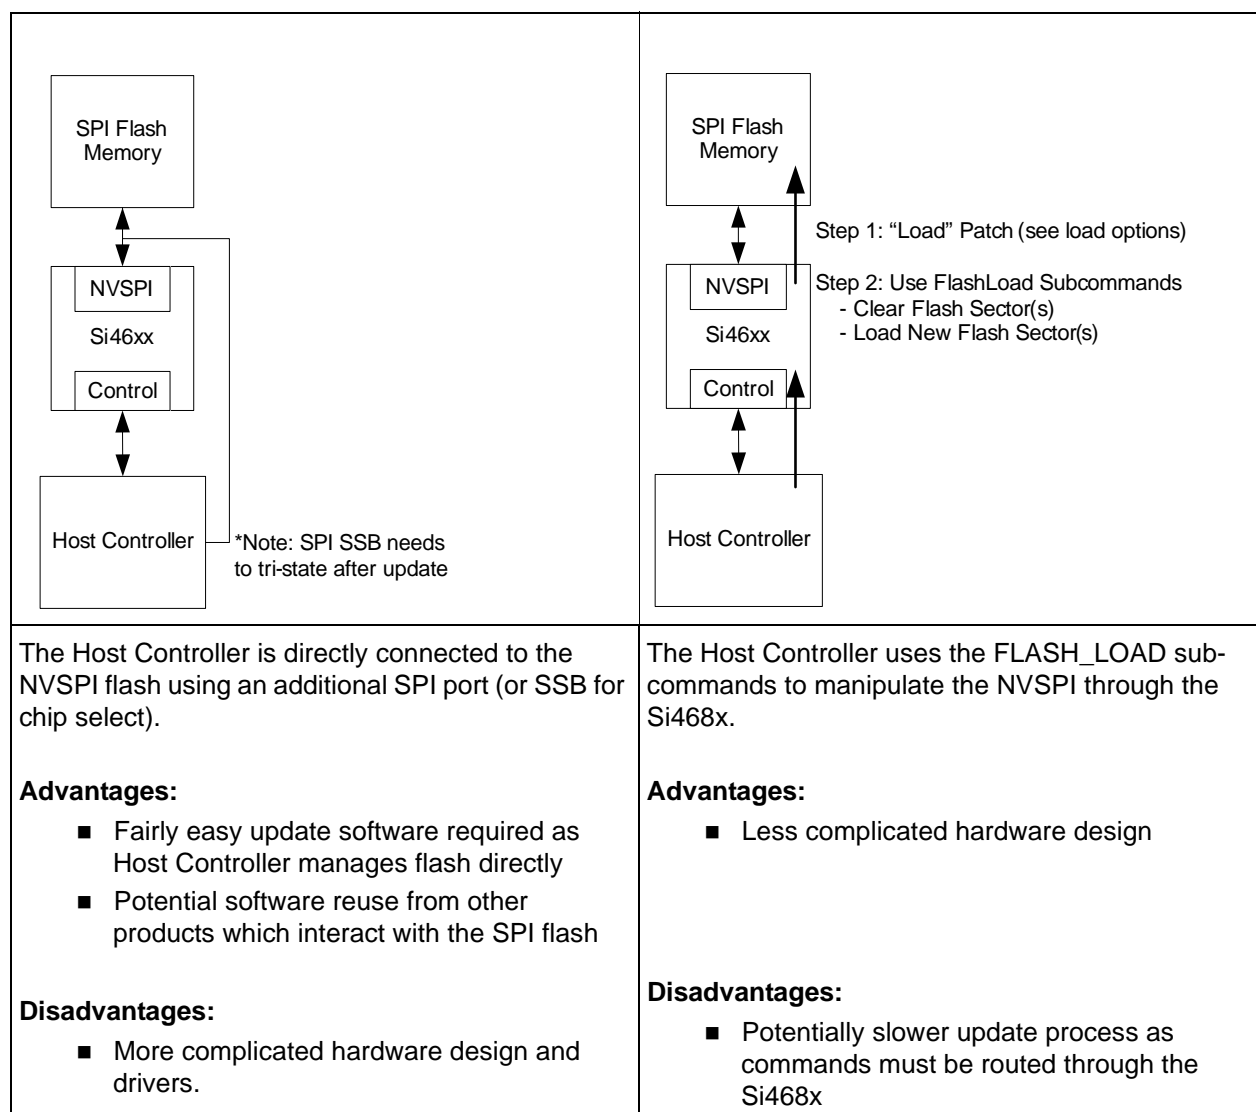 SPI Flash
Memory
NVSPI
Si46xx
Control
Host Controller
*Note: SPI SSB needs
to tri-state after update
SPI Flash
Memory
Step 1: “Load” Patch (see load options)
NVSPI
Step 2: Use FlashLoad Subcommands
- Clear Flash Sector(s)
- Load New Flash Sector(s)
Si46xx
Control
Host Controller
The Host Controller is directly connected to the
NVSPI flash using an additional SPI port (or SSB for
chip select).
Advantages:
■ Fairly easy update software required as
Host Controller manages flash directly
■ Potential software reuse from other
products which interact with the SPI flash
Disadvantages:
■ More complicated hardware design and
drivers.
The Host Controller uses the FLASH_LOAD sub-
commands to manipulate the NVSPI through the
Si468x.
Advantages:
■ Less complicated hardware design
Disadvantages:
■ Potentially slower update process as
commands must be routed through the
Si468x